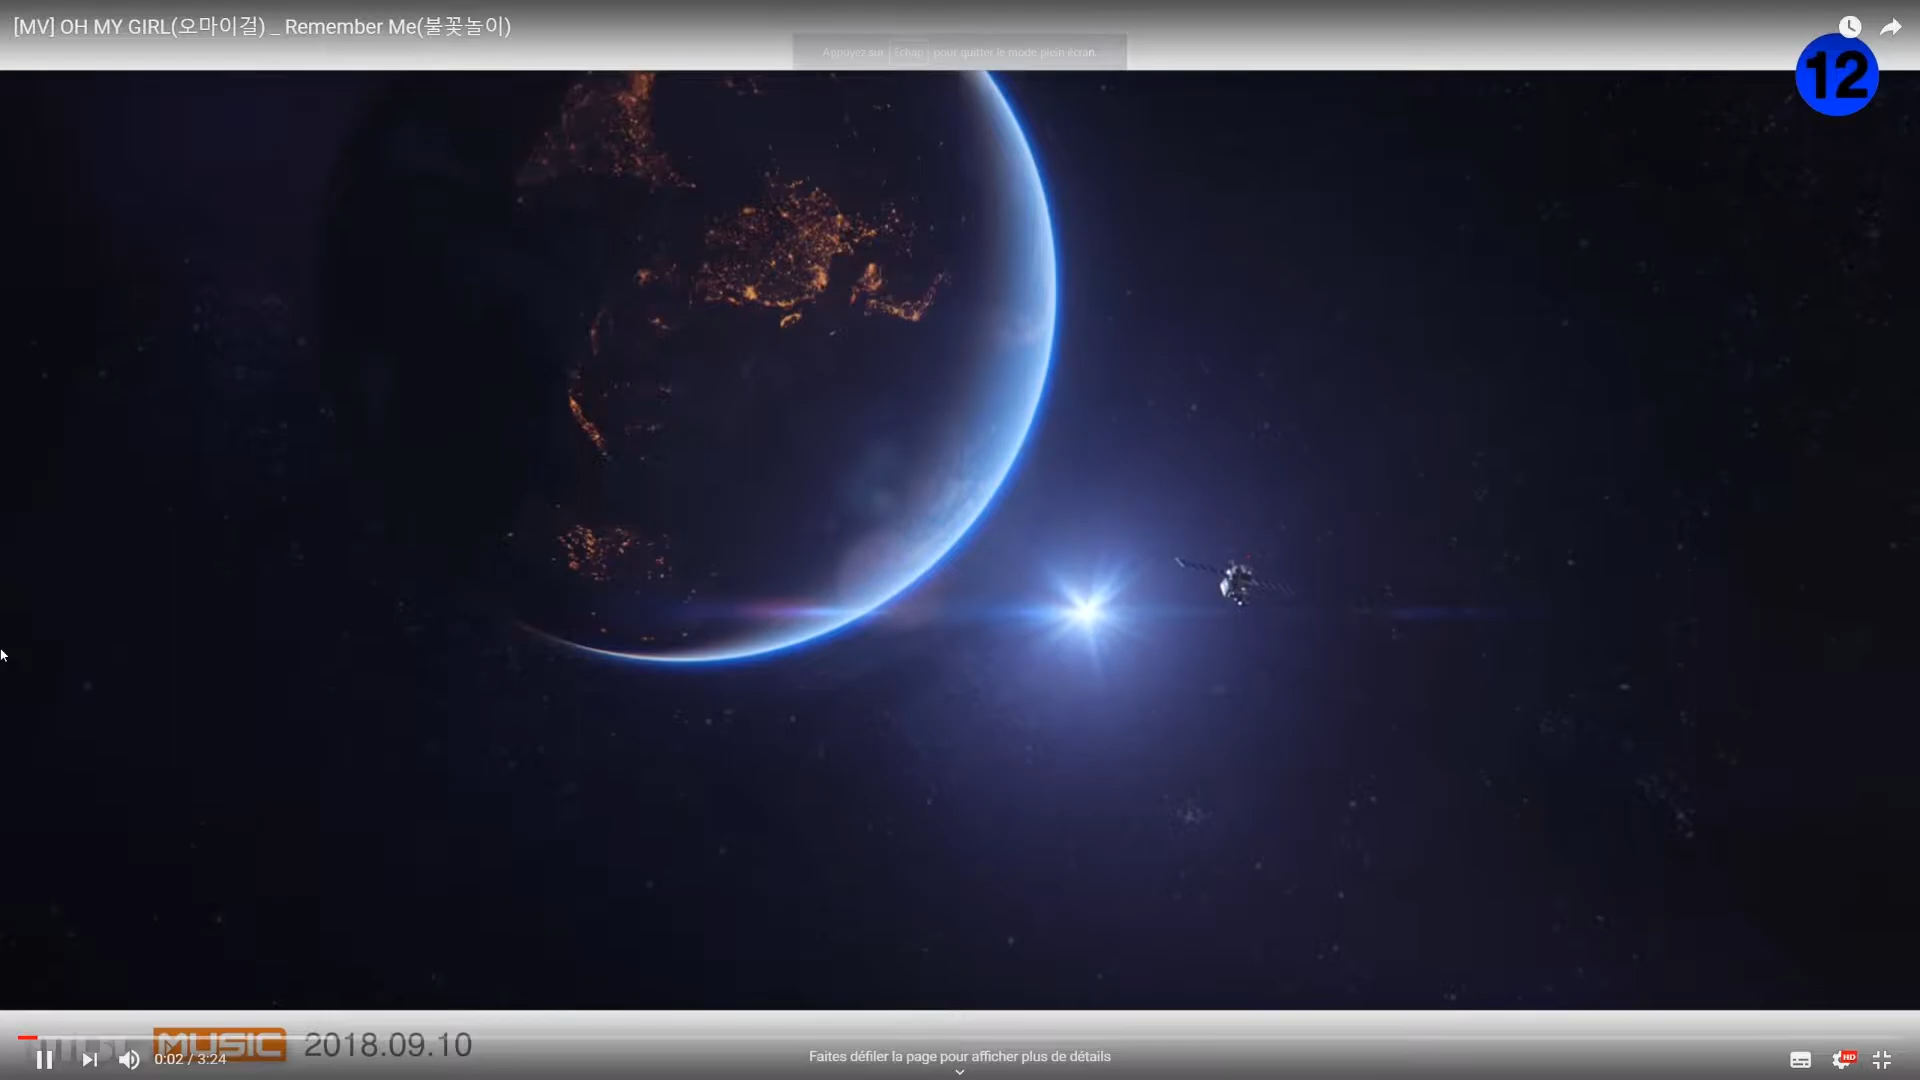 [MV] OH MY GIRL(오마이걸) _ Remember Me(불꽃놀이)
Appuyez sur Échap pour quitter le mode plein écran.
12
MUSIC 2018.09.10
0:02 / 3:24
Faites défiler la page pour afficher plus de détails
HD